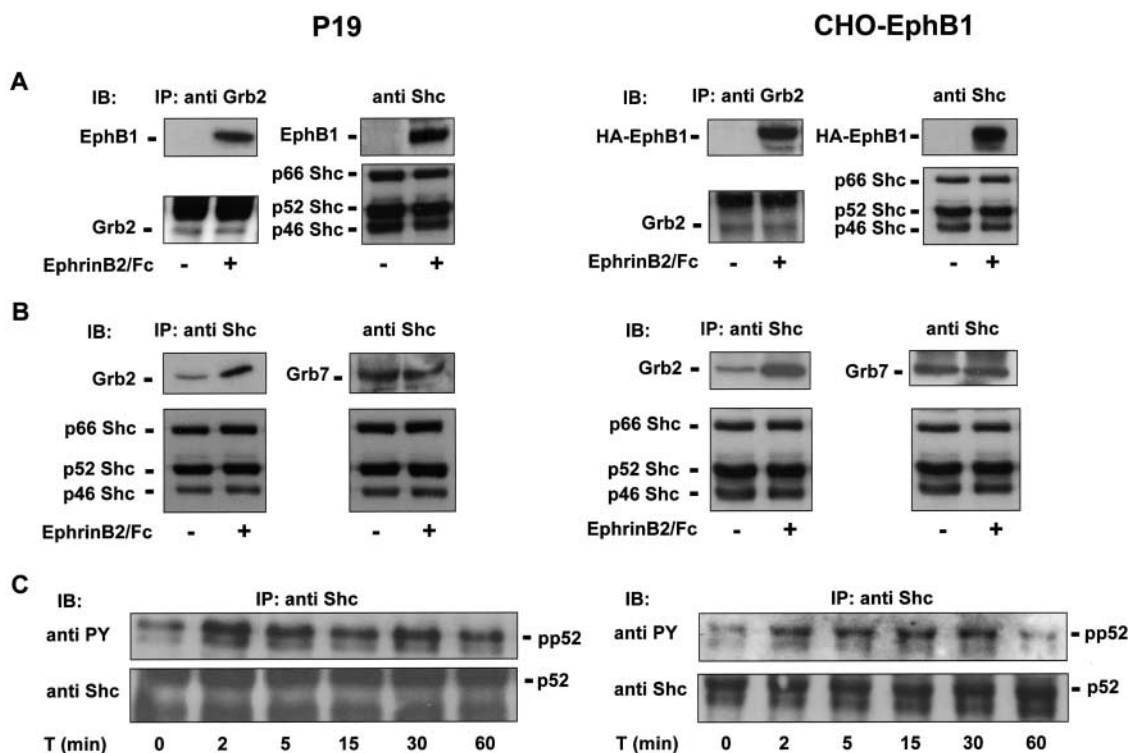 P19 CHO-EphB1
A
IB: IP: anti Grb2 anti Shc IB: IP: anti Grb2 anti Shc
EphB1 EphB1 HA-EphB1 HA-EphB1
p66 Shc p66 Shc
p52 Shc p52 Shc
Grb2 p46 Shc Grb2 p46 Shc
EphrinB2/Fc - + - + EphrinB2/Fc - + - +
B
IB: IP: anti Shc anti Shc IB: IP: anti Shc anti Shc
Grb2 Grb7 Grb2 Grb7
p66 Shc p66 Shc
p52 Shc p52 Shc
p46 Shc p46 Shc
EphrinB2/Fc - + - + EphrinB2/Fc - + - +
C
IB: IP: anti Shc IB: IP: anti Shc
anti PY pp52 anti PY pp52
anti Shc p52 anti Shc p52
T (min) 0 2 5 15 30 60 T (min) 0 2 5 15 30 60